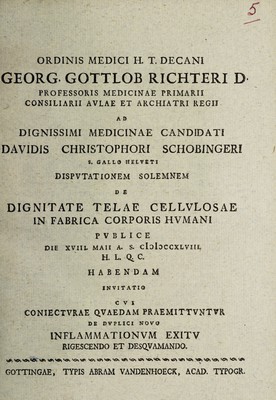 5
ORDINIS MEDICI H. T. DECANI
GEORG. GOTTLOB RICHTERI D.
PROFESSORIS MEDICINAE PRIMARII
CONSILIARII AVLAE ET ARCHIATRI REGII
AD
DIGNISSIMI MEDICINAE CANDIDATI
DAVIDIS CHRISTOPHORI SCHOBINGERI
S. GALLO HELVETI
DISPVTATIONEM SOLEMNEM
DE
DIGNITATE TELAE CELLVLOSAE
IN FABRICA CORPORIS HVMANI
PVBLICE
DIE XVIII. MAII A. S. cIↃIↃccXLVIII.
H. L. Q. C.
HABENDAM
INVITATIO
CVI
CONIECTVRAE QVAEDAM PRAEMITTVNTVR
DE DVPLICI NOVO
INFLAMMATIONVM EXITV
RIGESCENDO ET DESQVAMANDO.
GOTTINGAE, TYPIS ABRAM VANDENHOECK, ACAD. TYPOGR.